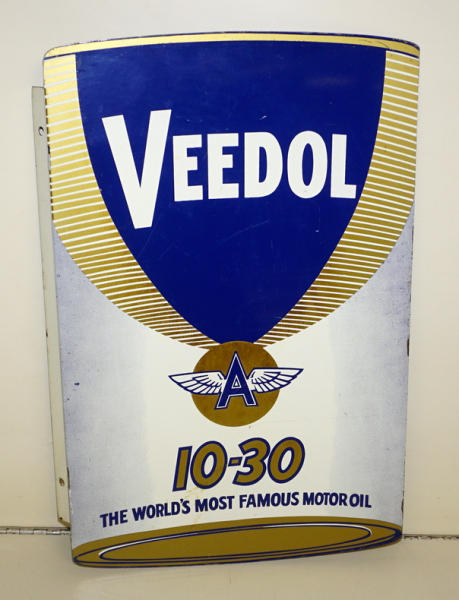 VEEDOL
A
10-30
THE WORLD'S MOST FAMOUS MOTOR OIL